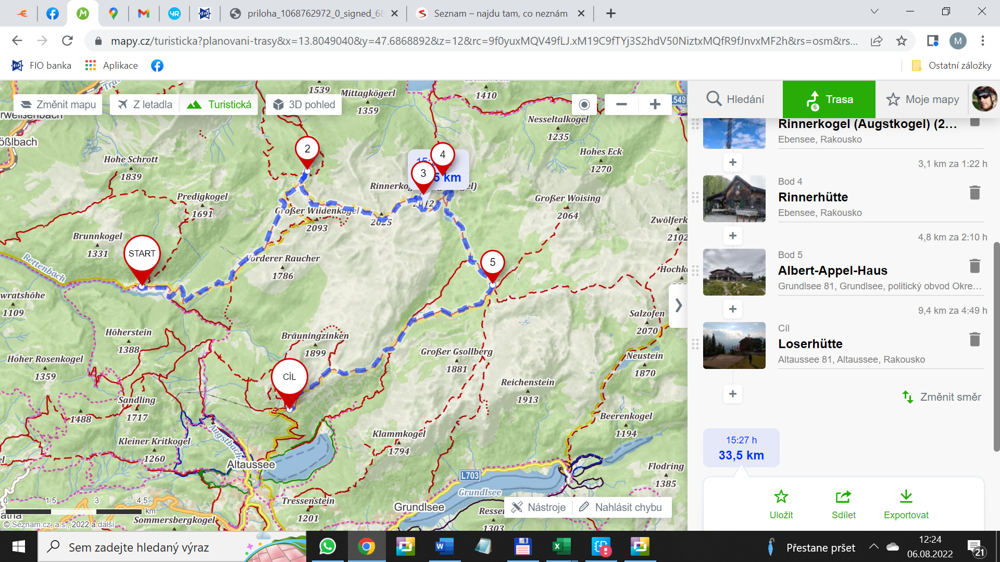 priloha_1068762972_0_signed_68
Seznam – najdu tam, co neznám
mapy.cz/turisticka?planovani-trasy&x=13.8049040&y=47.6868892&z=12&rc=9f0yuxMQV49fLJ.xM19C9fTYj3S2hdV50NiztxMQfR9fJnvxMF2h&rs=osm&rs...
M
FIO banka
Aplikace
Ostatní záložky
Změnit mapu
Z letadla
Turistická
3D pohled
Hledání
6
Trasa
Moje mapy
1539
Mittagkögerl
1359
1410
L549
Nesseltalkogel
1235
Hohes Eck
1270
Hohe Schrott
1839
Predigkogel
1691
Großer Wildenkogel
2093
2025
2
3
4
5 km
Großer Woising
2064
Zwölferk
2102
Brunnkogel
1331
START
Rettenbach
Vorderer Raucher
1786
5
Hochk
wratshöhe
1109
Höherstein
1388
Bräuningzinken
1899
Salzofen
2070
Hoher Rosenkogel
1359
CÍL
Großer Gsollberg
1881
Neustein
1870
Reichenstein
1913
Sandling
1717
1488
Augstbach
Beerenkogel
1194
Kleiner Kritkogel
1260
Klammkogel
1794
Altaussee
L703
Grundlsee
Flodring
1385
Tressenstein
1201
Grundlsee
Sommersbergkogel
1303
0 1.5 3 4.5 km
© Seznam.cz, a.s., 2022 a další
Nástroje
Nahlásit chybu
Rinnerkogel (Augstkogel) (2...
Ebensee, Rakousko
3,1 km za 1:22 h
Bod 4
Rinnerhütte
Ebensee, Rakousko
4,8 km za 2:10 h
Bod 5
Albert-Appel-Haus
Grundlsee 81, Grundlsee, politický obvod Okre...
9,4 km za 4:49 h
Cíl
Loserhütte
Altaussee 81, Altaussee, Rakousko
Změnit směr
15:27 h
33,5 km
Uložit
Sdílet
Exportovat
Sem zadejte hledaný výraz
Přestane pršet
12:24
06.08.2022
21